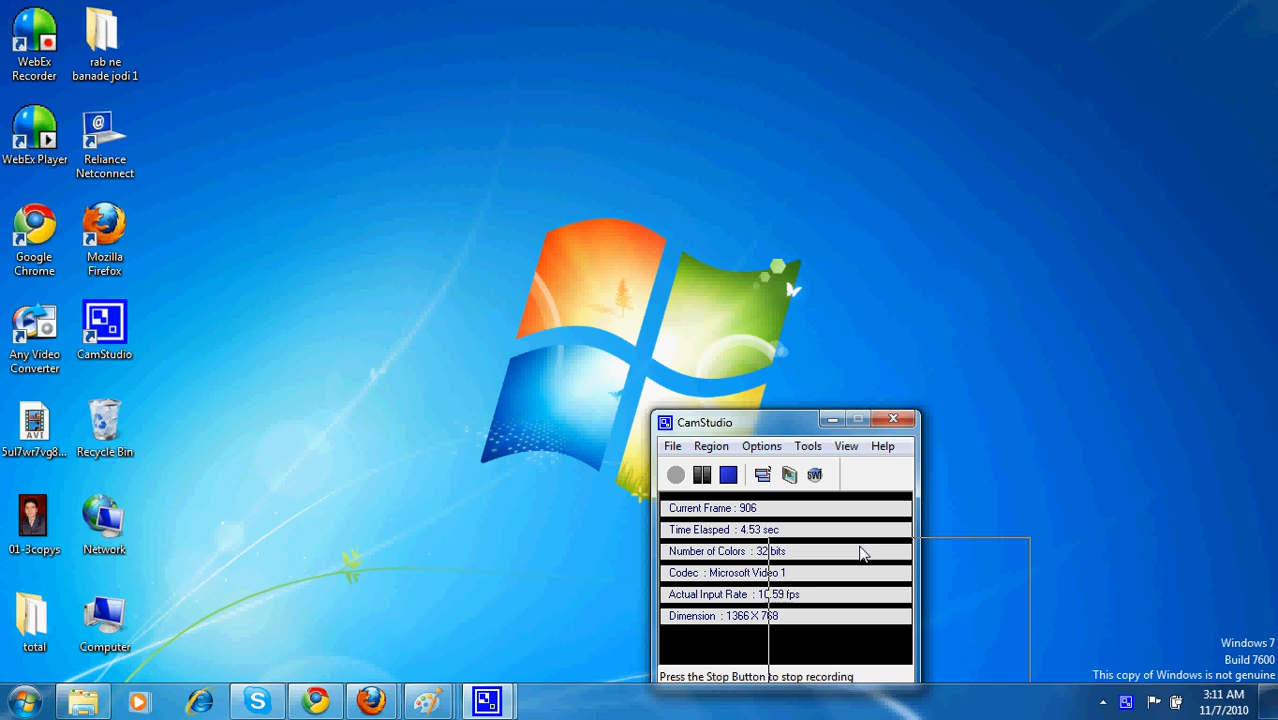 WebEx
Recorder
rab ne
banade jodi 1
WebEx Player
Reliance
Netconnect
Google
Chrome
Mozilla
Firefox
Any Video
Converter
CamStudio
AVI
5ul7wr7vg8...
Recycle Bin
01-3copys
Network
total
Computer
CamStudio
File Region Options Tools View Help
SWF
Current Frame : 906
Time Elasped : 4.53 sec
Number of Colors : 32 bits
Codec : Microsoft Video 1
Actual Input Rate : 10.59 fps
Dimension : 1366 X 768
Press the Stop Button to stop recording
Windows 7
Build 7600
This copy of Windows is not genuine
3:11 AM
11/7/2010